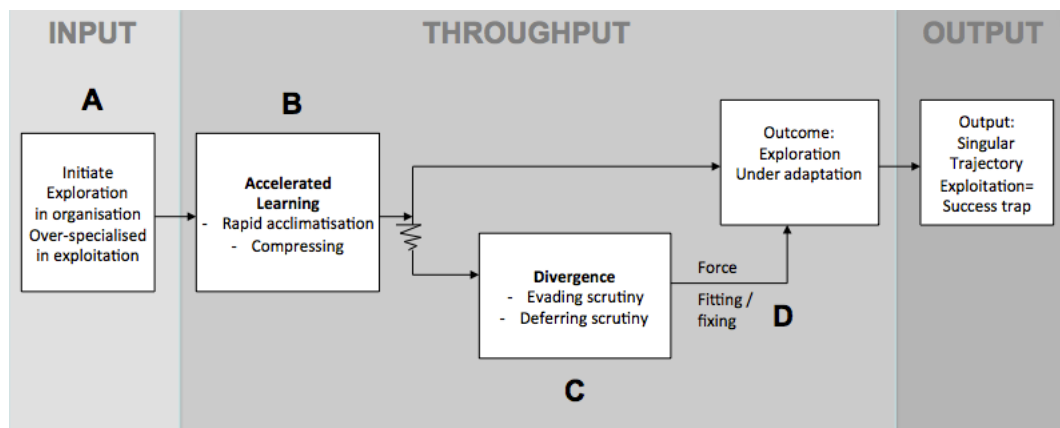 INPUT
THROUGHPUT
OUTPUT
A
Initiate
Exploration
in organisation
Over-specialised
in exploitation
B
Accelerated
Learning
- Rapid acclimatisation
- Compressing
Divergence
- Evading scrutiny
- Deferring scrutiny
C
Force
Fitting /
fixing
D
Outcome:
Exploration
Under adaptation
Output:
Singular
Trajectory
Exploitation=
Success trap